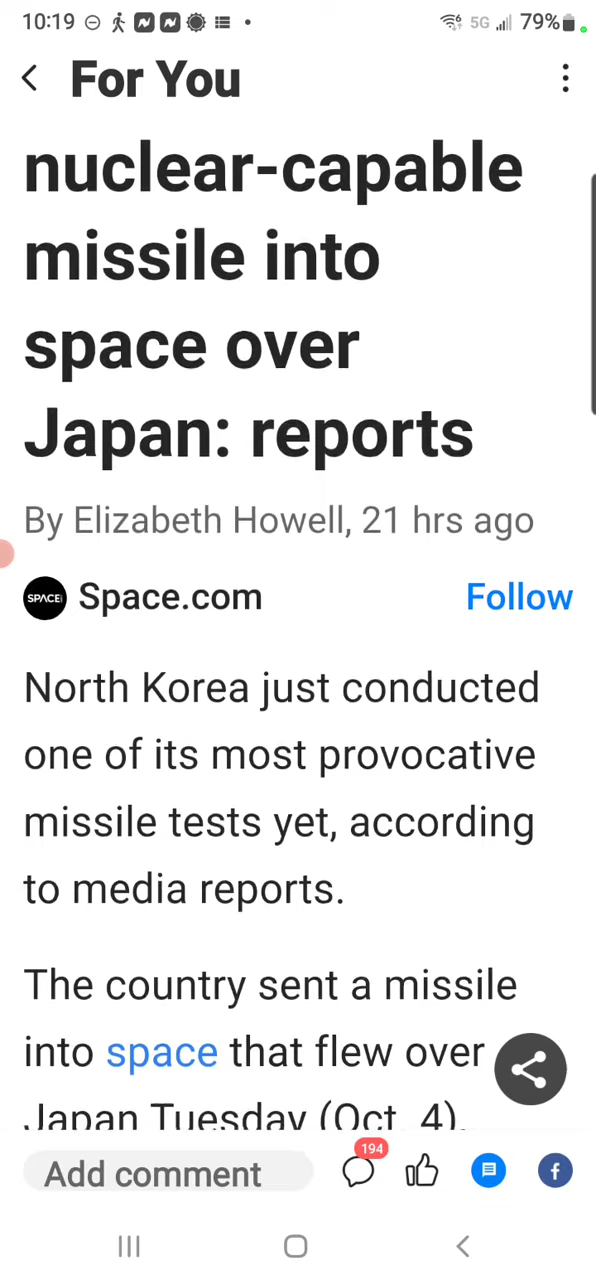 10:19
5G
79%
For You
nuclear-capable
missile into
space over
Japan: reports
By Elizabeth Howell, 21 hrs ago
SPACE
Space.com
Follow
North Korea just conducted
one of its most provocative
missile tests yet, according
to media reports.
The country sent a missile
into space that flew over
Japan Tuesday (Oct. 4).
194
Add comment
f